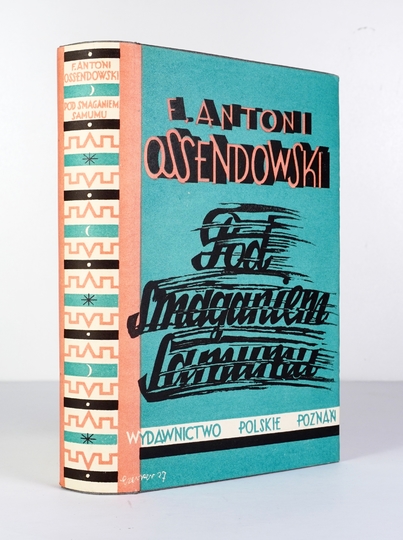 F. ANTONI
OSSENDOWSKI
POD SMAGANIEM
SAMUMU
F. ANTONI
OSSENDOWSKI
Pod
Smaganiem
Samumu
WYDAWNICTWO POLSKIE POZNAŃ